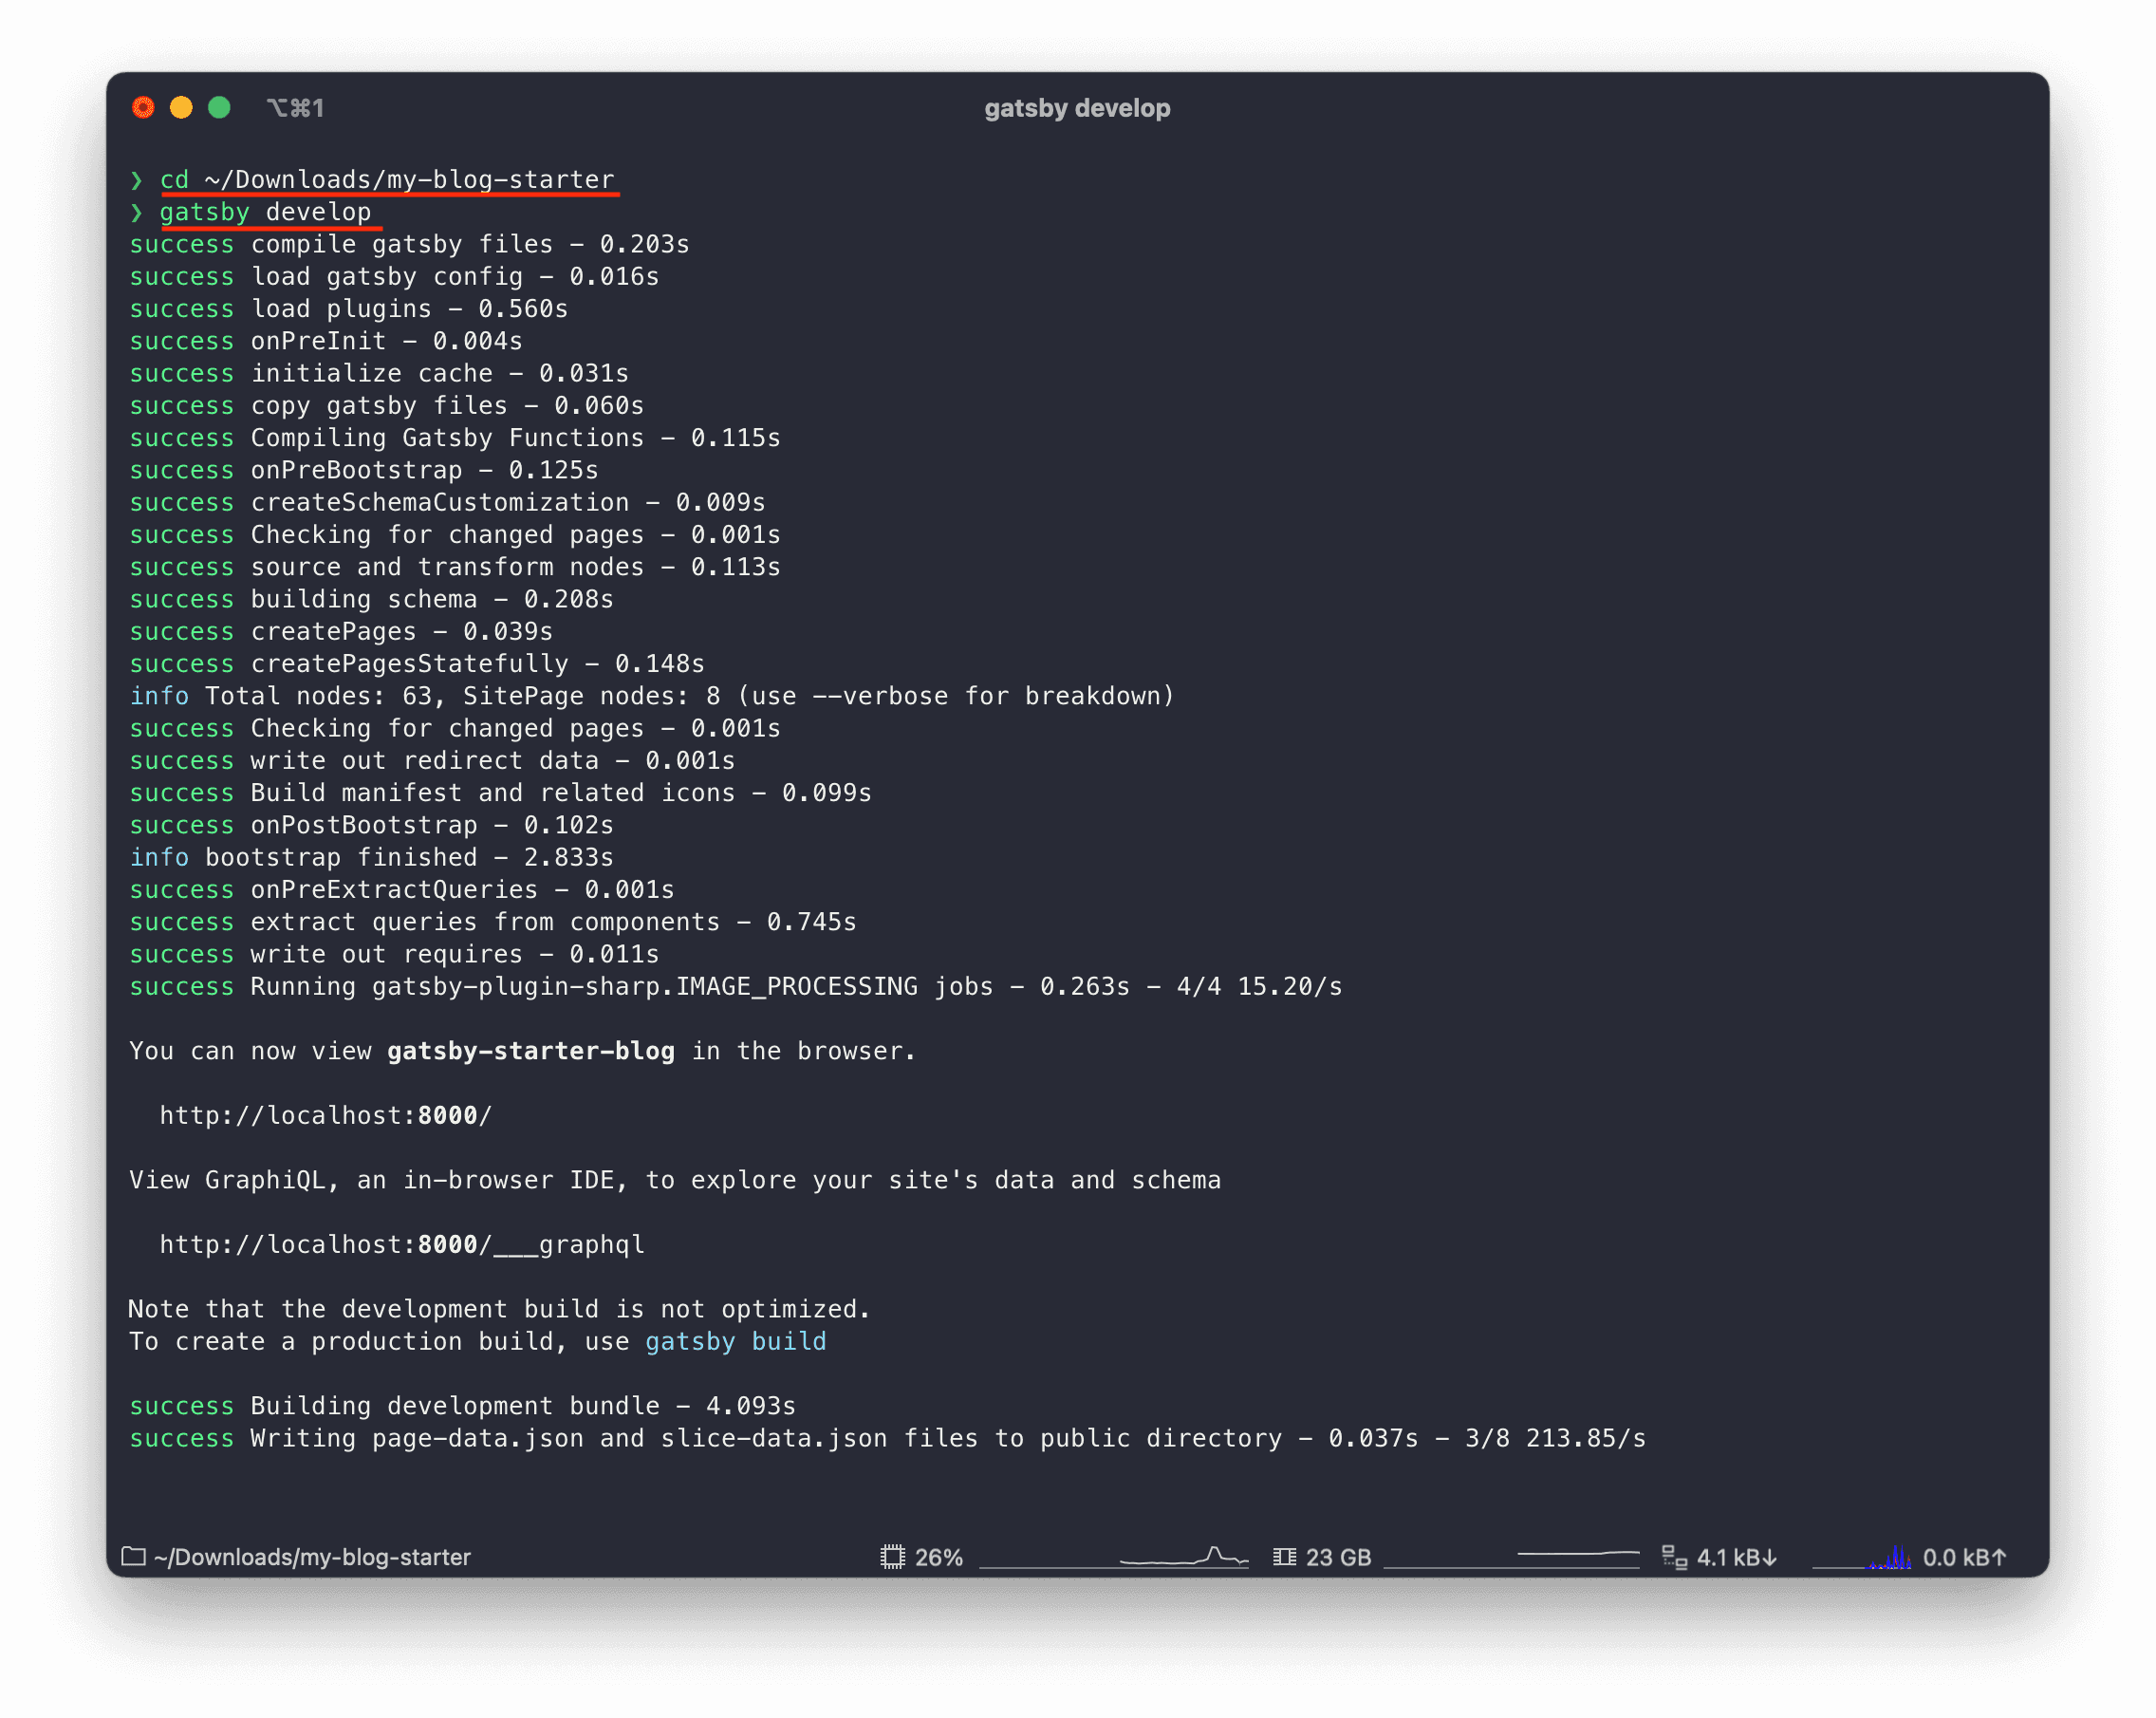 ⌥⌘1
gatsby develop
❯ cd ~/Downloads/my-blog-starter
❯ gatsby develop
success compile gatsby files - 0.203s
success load gatsby config - 0.016s
success load plugins - 0.560s
success onPreInit - 0.004s
success initialize cache - 0.031s
success copy gatsby files - 0.060s
success Compiling Gatsby Functions - 0.115s
success onPreBootstrap - 0.125s
success createSchemaCustomization - 0.009s
success Checking for changed pages - 0.001s
success source and transform nodes - 0.113s
success building schema - 0.208s
success createPages - 0.039s
success createPagesStatefully - 0.148s
info Total nodes: 63, SitePage nodes: 8 (use --verbose for breakdown)
success Checking for changed pages - 0.001s
success write out redirect data - 0.001s
success Build manifest and related icons - 0.099s
success onPostBootstrap - 0.102s
info bootstrap finished - 2.833s
success onPreExtractQueries - 0.001s
success extract queries from components - 0.745s
success write out requires - 0.011s
success Running gatsby-plugin-sharp.IMAGE_PROCESSING jobs - 0.263s - 4/4 15.20/s
You can now view gatsby-starter-blog in the browser.
http://localhost:8000/
View GraphiQL, an in-browser IDE, to explore your site's data and schema
http://localhost:8000/___graphql
Note that the development build is not optimized.
To create a production build, use gatsby build
success Building development bundle - 4.093s
success Writing page-data.json and slice-data.json files to public directory - 0.037s - 3/8 213.85/s
~/Downloads/my-blog-starter 26% 23 GB 4.1 kB↓ 0.0 kB↑